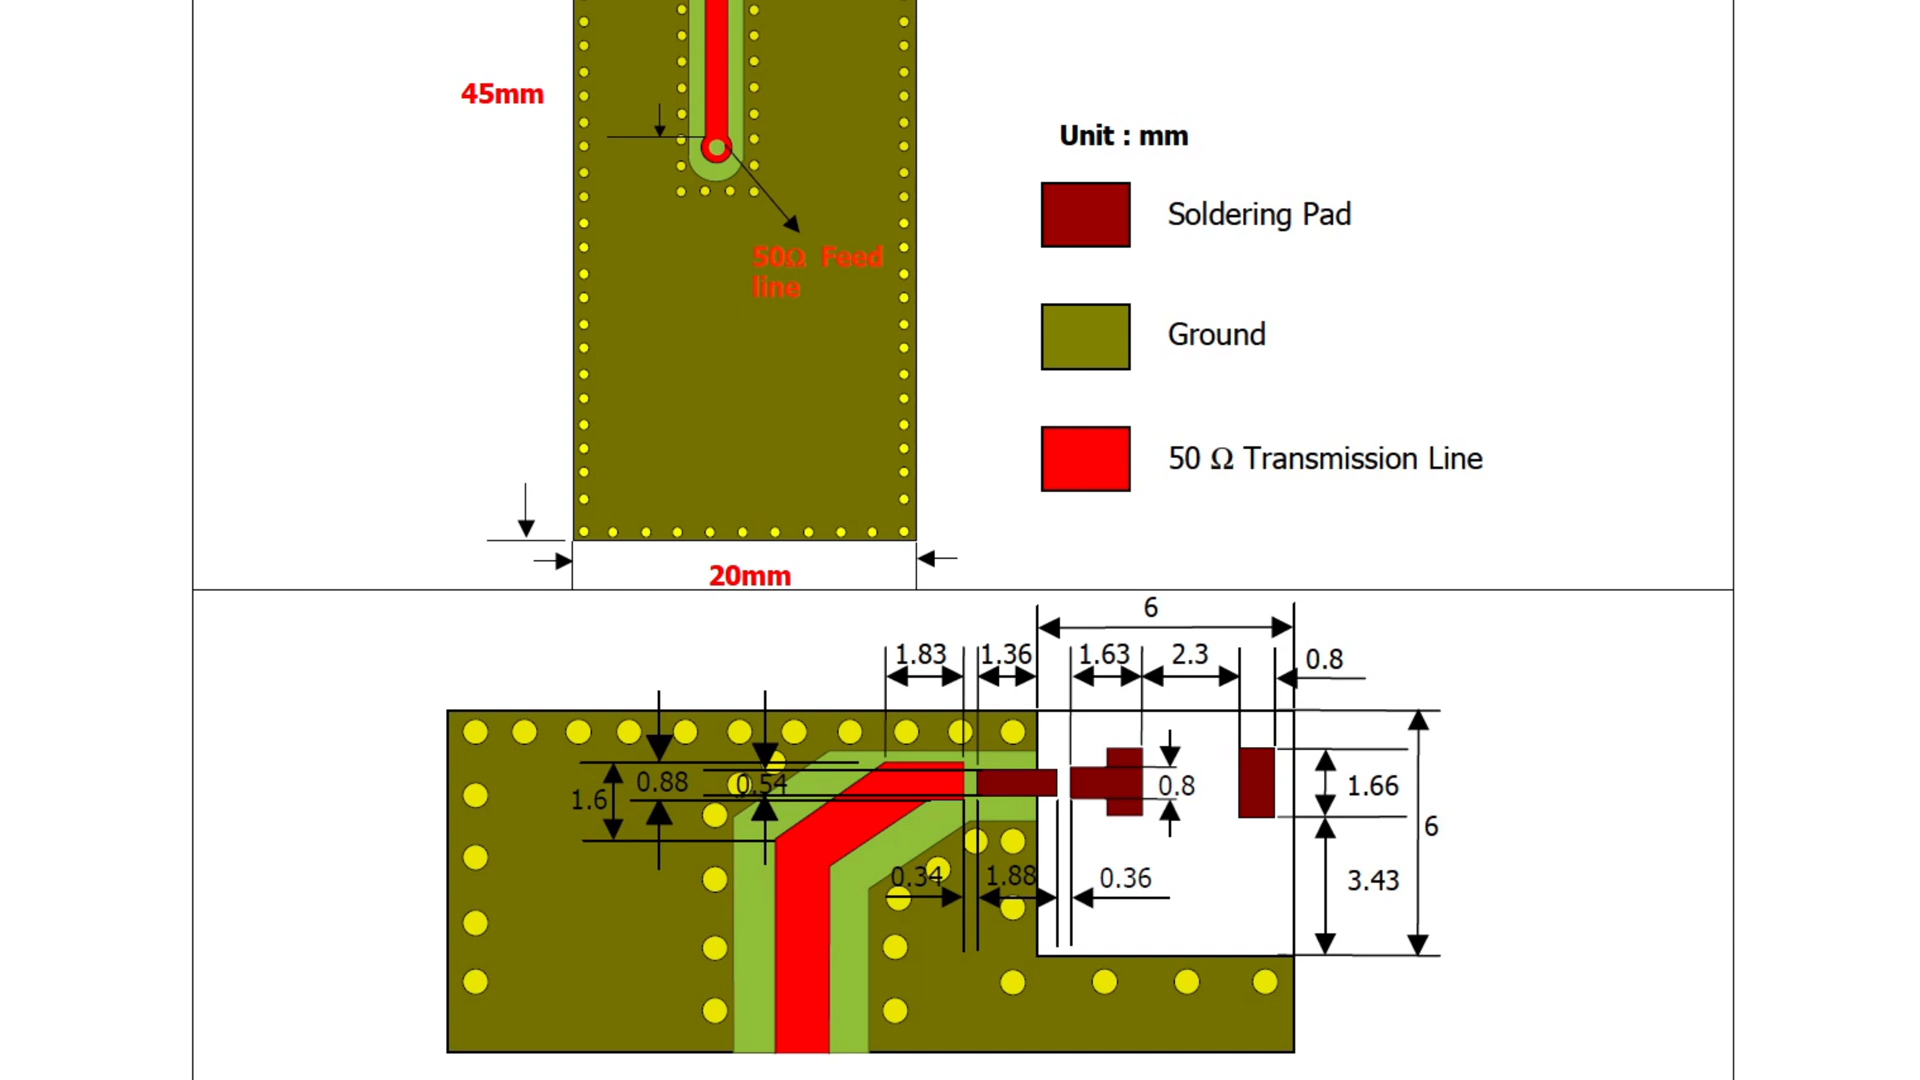 45mm
Unit : mm
Soldering Pad
50Ω Feed
line
Ground
50 Ω Transmission Line
20mm
6
1.83
1.36
1.63
2.3
0.8
0.88
0.54
1.6
0.8
1.66
6
0.34
1.88
0.36
3.43